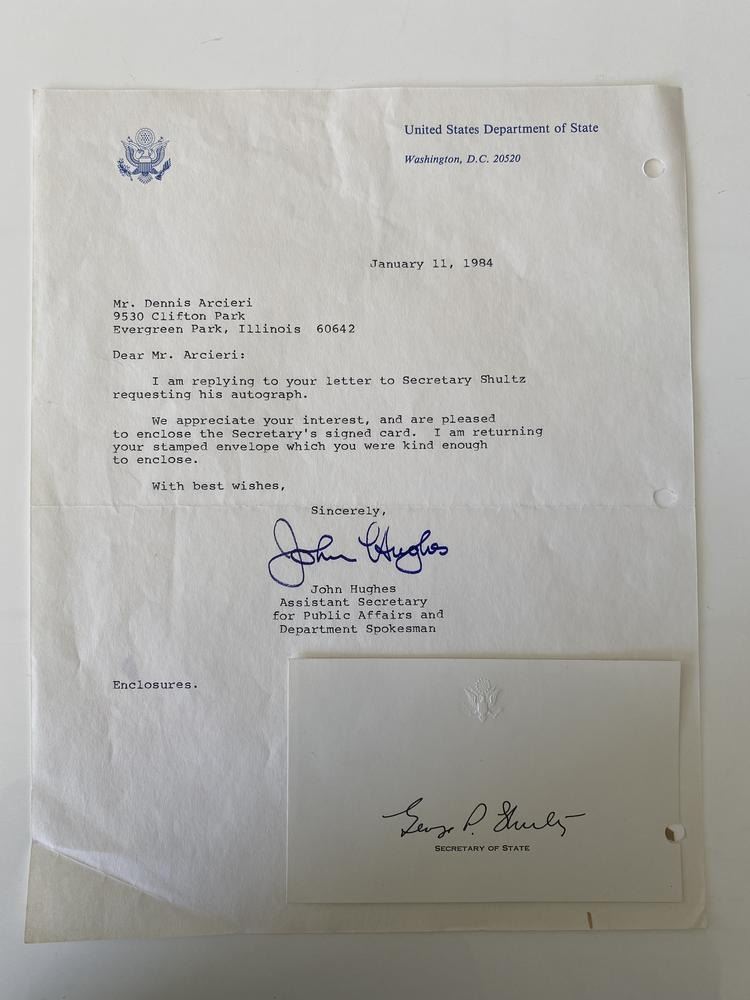 United States Department of State
Washington, D.C. 20520
January 11, 1984
Mr. Dennis Arcieri
9530 Clifton Park
Evergreen Park, Illinois 60642
Dear Mr. Arcieri:
I am replying to your letter to Secretary Shultz
requesting his autograph.
We appreciate your interest, and are pleased
to enclose the Secretary's signed card. I am returning
your stamped envelope which you were kind enough
to enclose.
With best wishes,
Sincerely,
John Hughes
John Hughes
Assistant Secretary
for Public Affairs and
Department Spokesman
Enclosures.
George P. Shultz
SECRETARY OF STATE